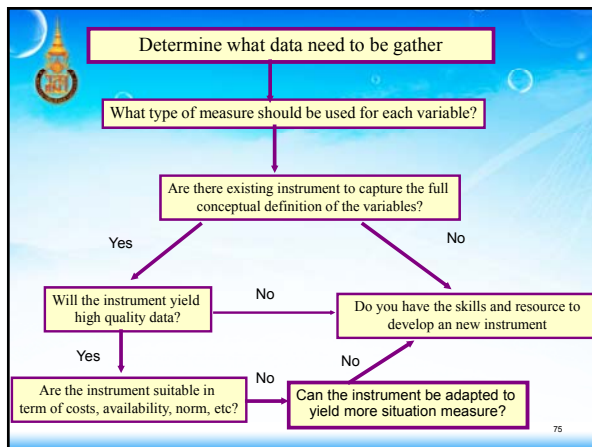 Determine what data need to be gather
What type of measure should be used for each variable?
Are there existing instrument to capture the full
conceptual definition of the variables?
Yes
No
Will the instrument yield
high quality data?
No
Do you have the skills and resource to
develop an new instrument
Yes
No
Are the instrument suitable in
term of costs, availability, norm, etc?
No
Can the instrument be adapted to
yield more situation measure?
75